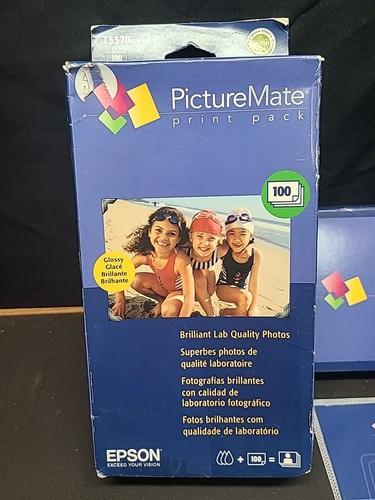 T5570
100
PictureMate
print pack
100
Glossy
Glacé
Brillante
Brilhante
Brilliant Lab Quality Photos
Superbes photos de
qualité laboratoire
Fotografías brillantes
con calidad de
laboratorio fotográfico
Fotos brilhantes com
qualidade de laboratório
EPSON
EXCEED YOUR VISION
+ 100 =